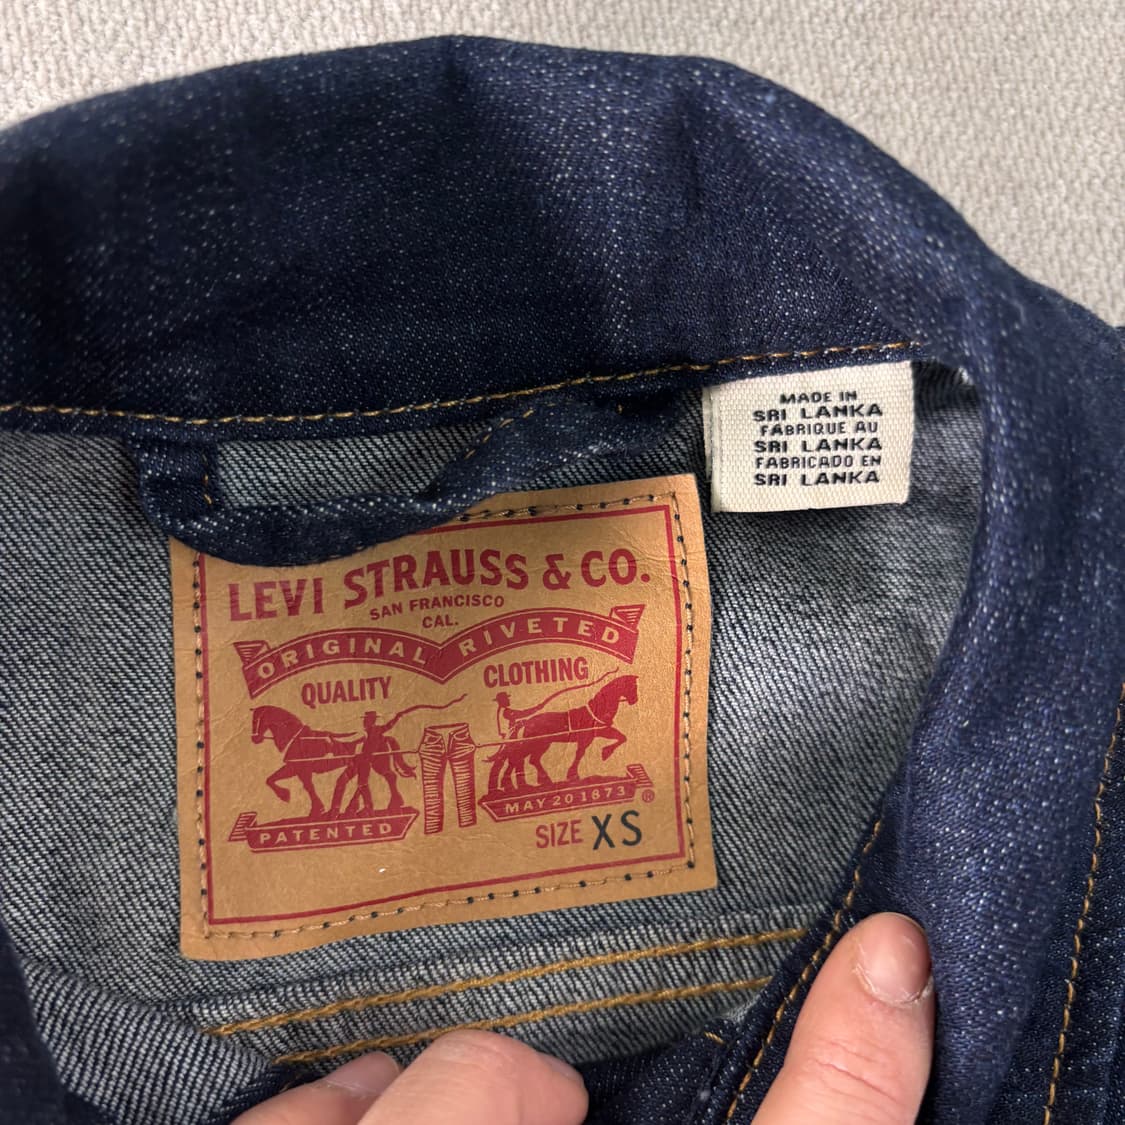 MADE IN
SRI LANKA
FABRIQUE AU
SRI LANKA
FABRICADO EN
SRI LANKA
LEVI STRAUSS & CO.
SAN FRANCISCO
CAL.
ORIGINAL RIVETED
QUALITY CLOTHING
PATENTED MAY 20 1873 ®
SIZE XS